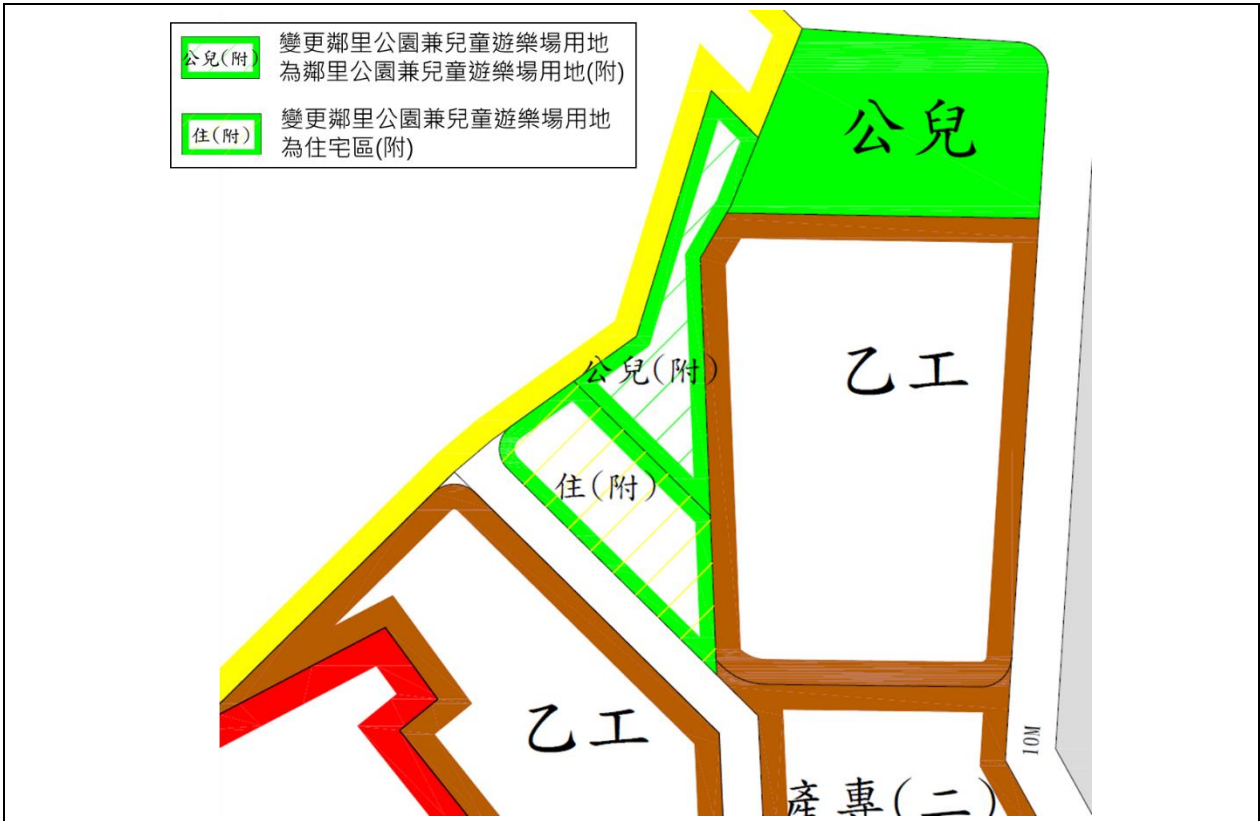 公兒(附)
變更鄰里公園兼兒童遊樂場用地
為鄰里公園兼兒童遊樂場用地(附)
住(附)
變更鄰里公園兼兒童遊樂場用地
為住宅區(附)
公兒
乙工
公兒(附)
住(附)
乙工
10M
產專(二)